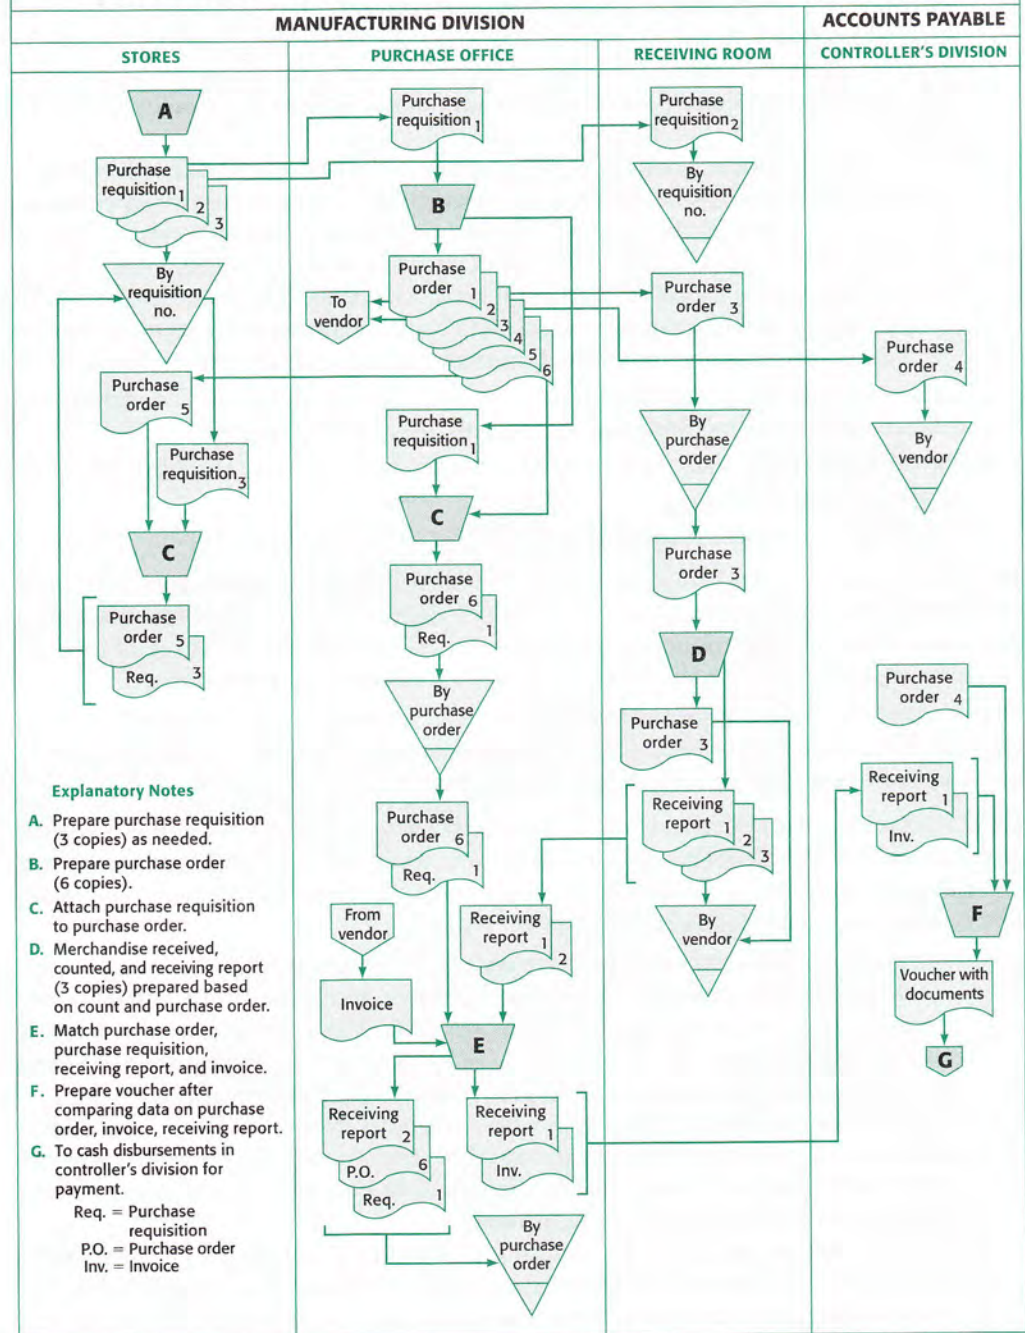 MANUFACTURING DIVISION
ACCOUNTS PAYABLE
STORES
PURCHASE OFFICE
RECEIVING ROOM
CONTROLLER'S DIVISION
A
Purchase
requisition 1
2
3
By
requisition
no.
Purchase
order 5
Purchase
requisition 3
C
Purchase
order 5
Req. 3
Explanatory Notes
A. Prepare purchase requisition
(3 copies) as needed.
B. Prepare purchase order
(6 copies).
C. Attach purchase requisition
to purchase order.
D. Merchandise received,
counted, and receiving report
(3 copies) prepared based
on count and purchase order.
E. Match purchase order,
purchase requisition,
receiving report, and invoice.
F. Prepare voucher after
comparing data on purchase
order, invoice, receiving report.
G. To cash disbursements in
controller's division for
payment.
Req. = Purchase
requisition
P.O. = Purchase order
Inv. = Invoice
Purchase
requisition 1
B
Purchase
order 1
2
3
4
5
6
To
vendor
Purchase
requisition
1
C
Purchase
order 6
Req. 1
By
purchase
order
Purchase
order 6
Req. 1
From
vendor
Invoice
Receiving
report 1
2
E
Receiving
report 2
P.O. 6
Req. 1
Receiving
report 1
Inv.
By
purchase
order
Purchase
requisition 2
By
requisition
no.
Purchase
order 3
By
purchase
order
Purchase
order 3
D
Purchase
order 3
Receiving
report 1
2
3
By
vendor
Purchase
order 4
By
vendor
Purchase
order 4
Receiving
report 1
Inv.
F
Voucher with
documents
G